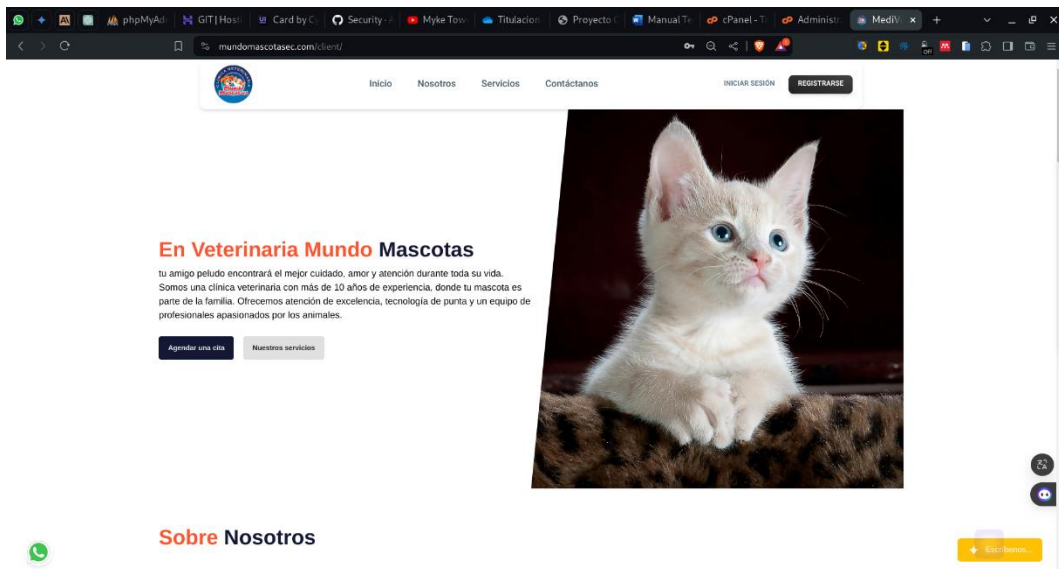 phpMyAd
GIT | Hosti
Card by C
Security - A
Myke Tow
Titulacion
Proyecto C
Manual Te
cPanel - Ti
Administr
MediV
mundomascotasec.com/client/
Inicio
Nosotros
Servicios
Contáctanos
INICIAR SESIÓN
REGISTRARSE
En Veterinaria Mundo Mascotas
tu amigo peludo encontrará el mejor cuidado, amor y atención durante toda su vida.
Somos una clínica veterinaria con más de 10 años de experiencia, donde tu mascota es
parte de la familia. Ofrecemos atención de excelencia, tecnología de punta y un equipo de
profesionales apasionados por los animales.
Agendar una cita
Nuestros servicios
Sobre Nosotros
Escríbenos...